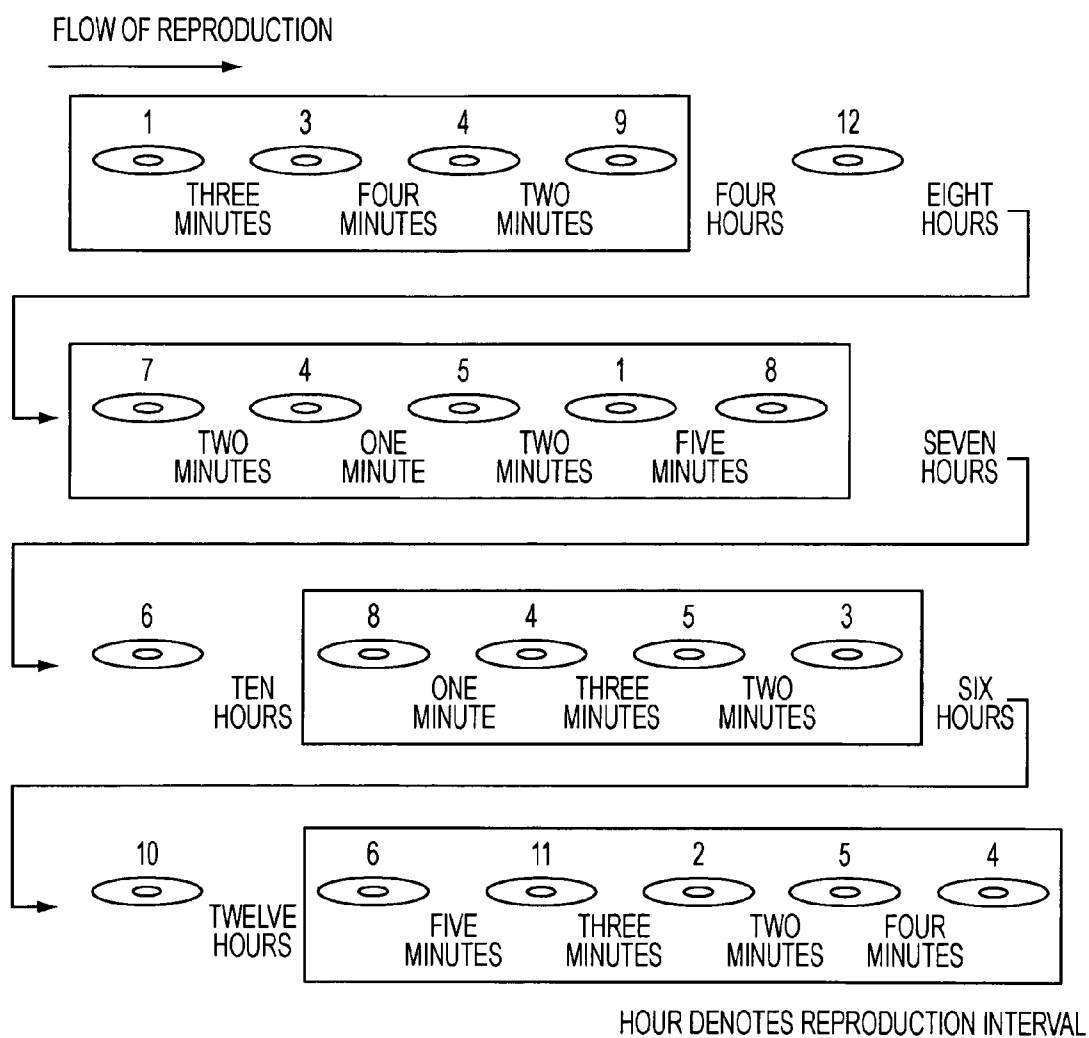 FLOW OF REPRODUCTION
1 3 4 9 12
THREE FOUR TWO FOUR EIGHT
MINUTES MINUTES MINUTES HOURS HOURS
7 4 5 1 8
TWO ONE TWO FIVE SEVEN
MINUTES MINUTE MINUTES MINUTES HOURS
6 8 4 5 3
TEN ONE THREE TWO SIX
HOURS MINUTE MINUTES MINUTES HOURS
10 6 11 2 5 4
TWELVE FIVE THREE TWO FOUR
HOURS MINUTES MINUTES MINUTES MINUTES
HOUR DENOTES REPRODUCTION INTERVAL